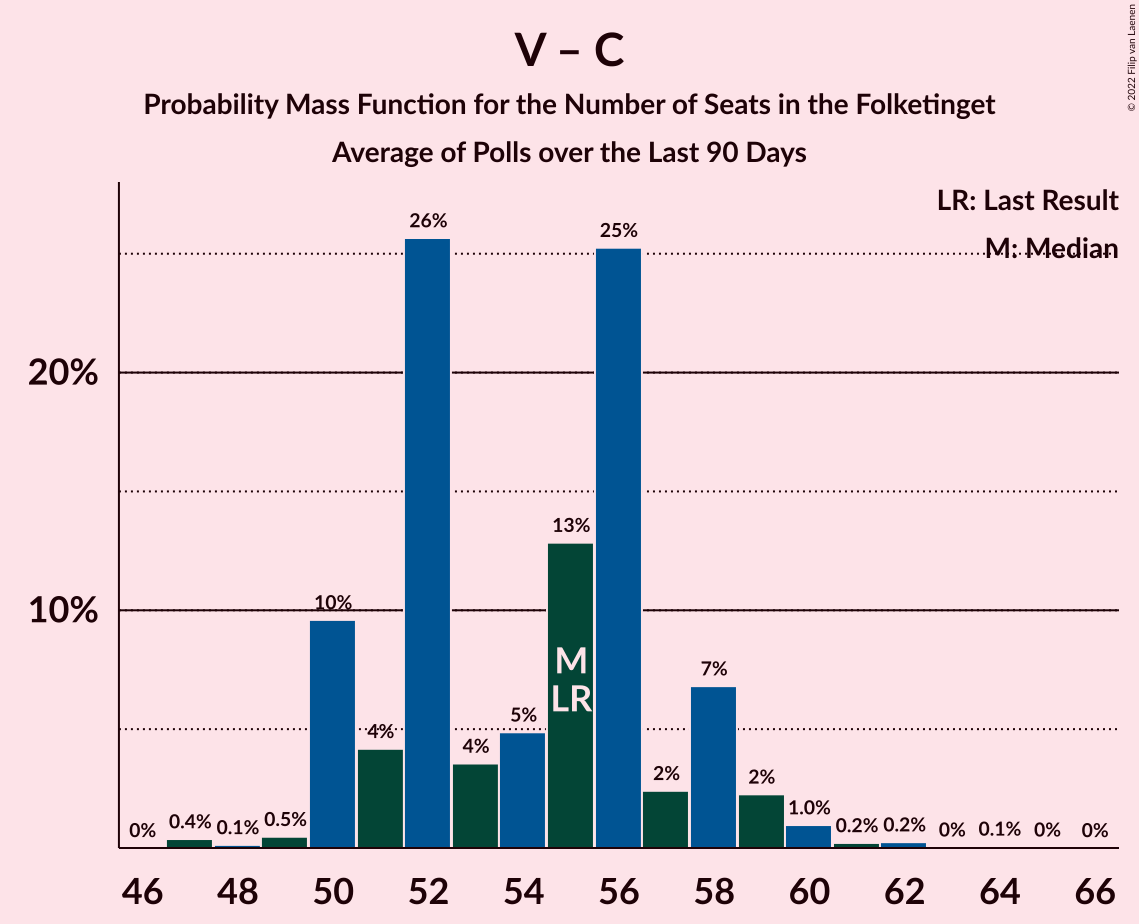 V – C
Probability Mass Function for the Number of Seats in the Folketinget
Average of Polls over the Last 90 Days
© 2022 Filip van Laenen
LR: Last Result
M: Median
20%
10%
0%
0.4%
0.1%
0.5%
10%
4%
26%
4%
5%
13%
25%
2%
7%
2%
1.0%
0.2%
0.2%
0%
0.1%
0%
0%
M
LR
46 48 50 52 54 56 58 60 62 64 66